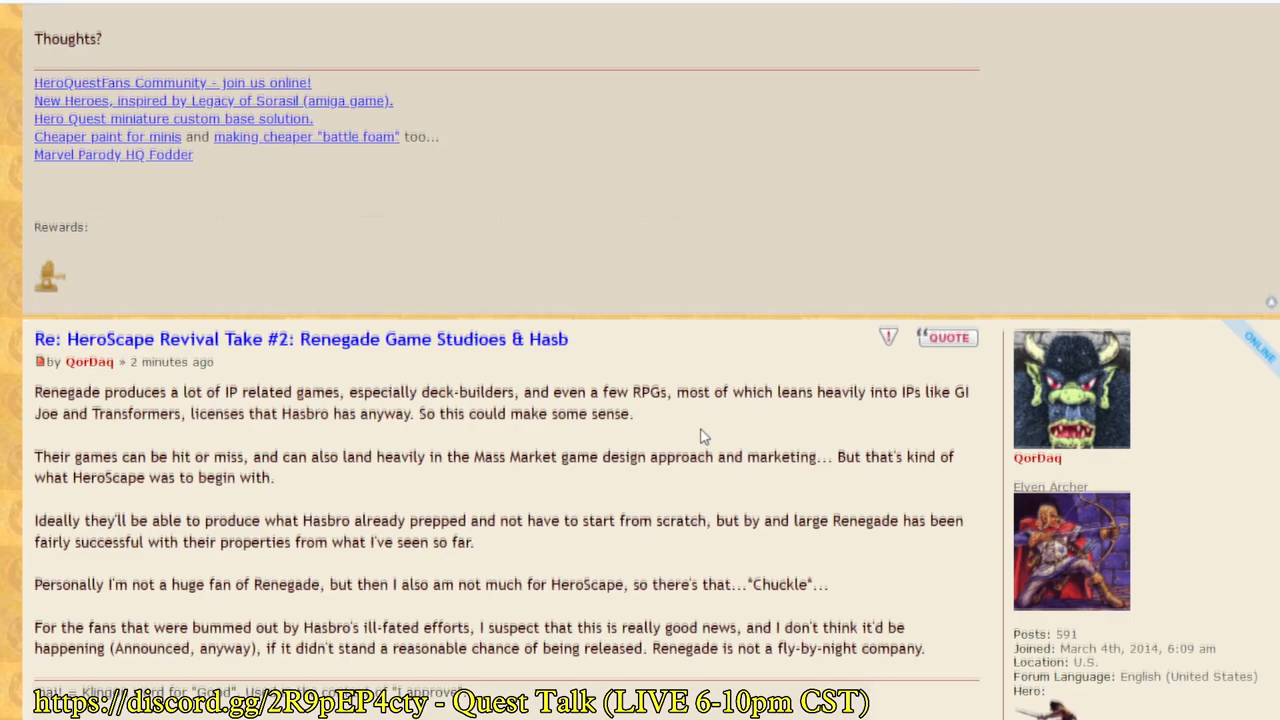 Thoughts?
HeroQuestFans Community - join us online!
New Heroes, inspired by Legacy of Sorasil (amiga game).
Hero Quest miniature custom base solution.
Cheaper paint for minis and making cheaper "battle foam" too...
Marvel Parody HQ Fodder
Rewards:
Re: HeroScape Revival Take #2: Renegade Game Studioes & Hasb
QUOTE
ONLINE
by QorDaq » 2 minutes ago
Renegade produces a lot of IP related games, especially deck-builders, and even a few RPGs, most of which leans heavily into IPs like GI
Joe and Transformers, licenses that Hasbro has anyway. So this could make some sense.
Their games can be hit or miss, and can also land heavily in the Mass Market game design approach and marketing... But that's kind of
what HeroScape was to begin with.
Ideally they'll be able to produce what Hasbro already prepped and not have to start from scratch, but by and large Renegade has been
fairly successful with their properties from what I've seen so far.
Personally I'm not a huge fan of Renegade, but then I also am not much for HeroScape, so there's that...*Chuckle*...
For the fans that were bummed out by Hasbro's ill-fated efforts, I suspect that this is really good news, and I don't think it'd be
happening (Announced, anyway), if it didn't stand a reasonable chance of being released. Renegade is not a fly-by-night company.
QorDaq
Elven Archer
Posts: 591
Joined: March 4th, 2014, 6:09 am
Location: U.S.
Forum Language: English (United States)
Hero:
https://discord.gg/2R9pEP4cty - Quest Talk (LIVE 6-10pm CST)